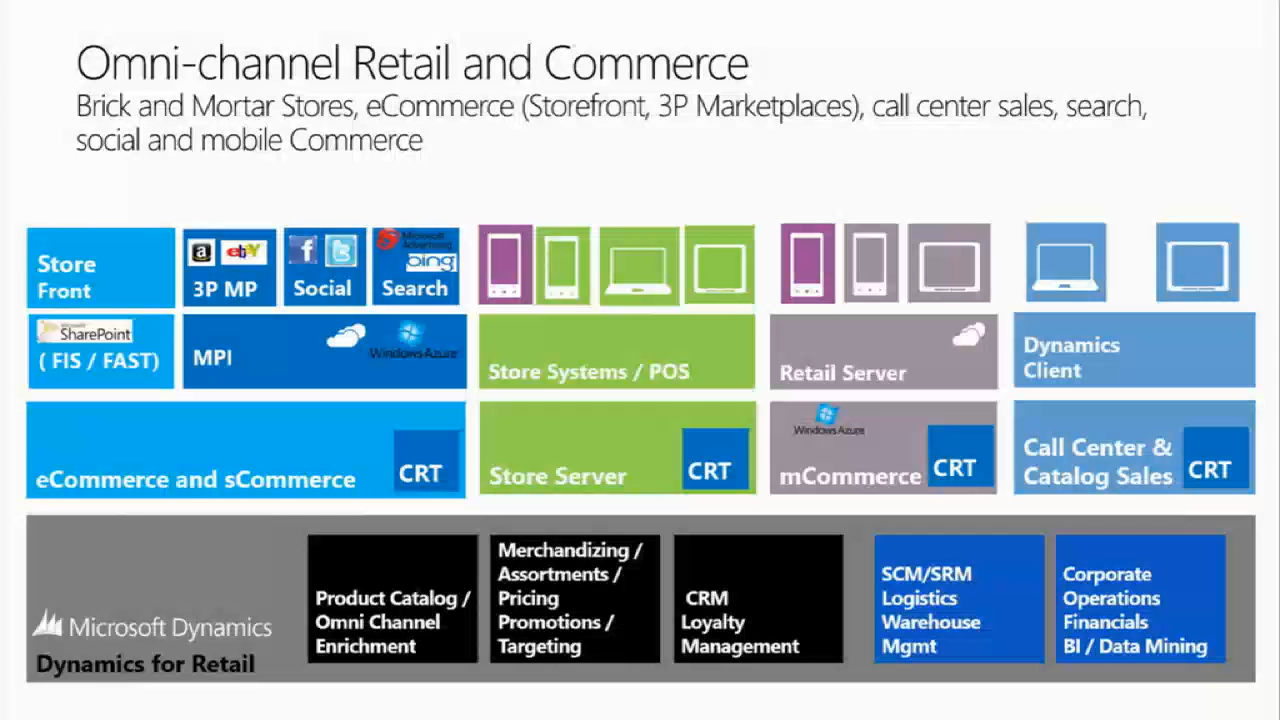 Omni-channel Retail and Commerce
Brick and Mortar Stores, eCommerce (Storefront, 3P Marketplaces), call center sales, search,
social and mobile Commerce
Store
Front
a
ebY
3P MP
f
t
Social
Microsoft
Advertising
bing
Search
SharePoint
( FIS / FAST)
MPI
Windows Azure
Store Systems / POS
Retail Server
Dynamics
Client
eCommerce and sCommerce
CRT
Store Server
CRT
Windows Azure
mCommerce
CRT
Call Center &
Catalog Sales
CRT
Microsoft Dynamics
Dynamics for Retail
Product Catalog /
Omni Channel
Enrichment
Merchandizing /
Assortments /
Pricing
Promotions /
Targeting
CRM
Loyalty
Management
SCM/SRM
Logistics
Warehouse
Mgmt
Corporate
Operations
Financials
BI / Data Mining